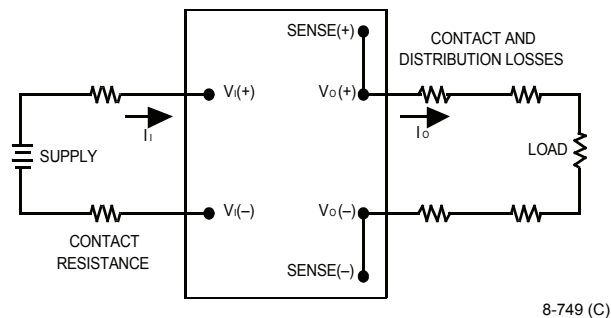 SENSE(+)
CONTACT AND
DISTRIBUTION LOSSES
VI(+)
VO(+)
II
IO
SUPPLY
LOAD
VI(–)
VO(–)
CONTACT
RESISTANCE
SENSE(–)
8-749 (C)